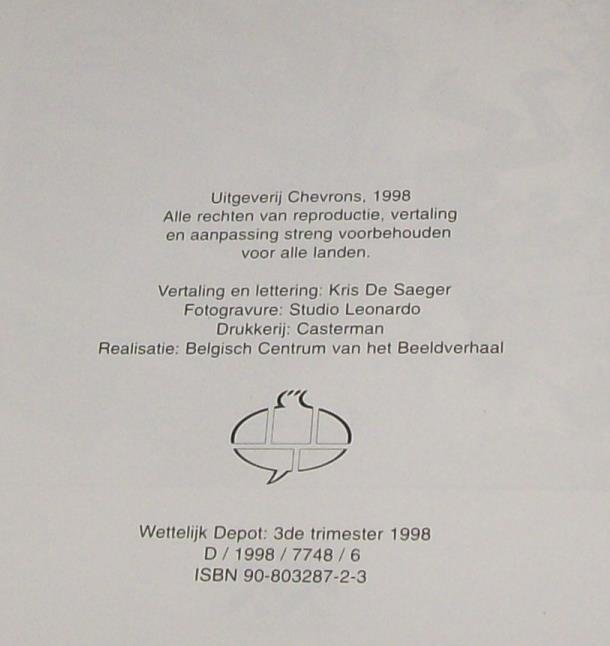 Uitgeverij Chevrons, 1998
Alle rechten van reproductie, vertaling
en aanpassing streng voorbehouden
voor alle landen.
Vertaling en lettering: Kris De Saeger
Fotogravure: Studio Leonardo
Drukkerij: Casterman
Realisatie: Belgisch Centrum van het Beeldverhaal
Wettelijk Depot: 3de trimester 1998
D / 1998 / 7748 / 6
ISBN 90-803287-2-3